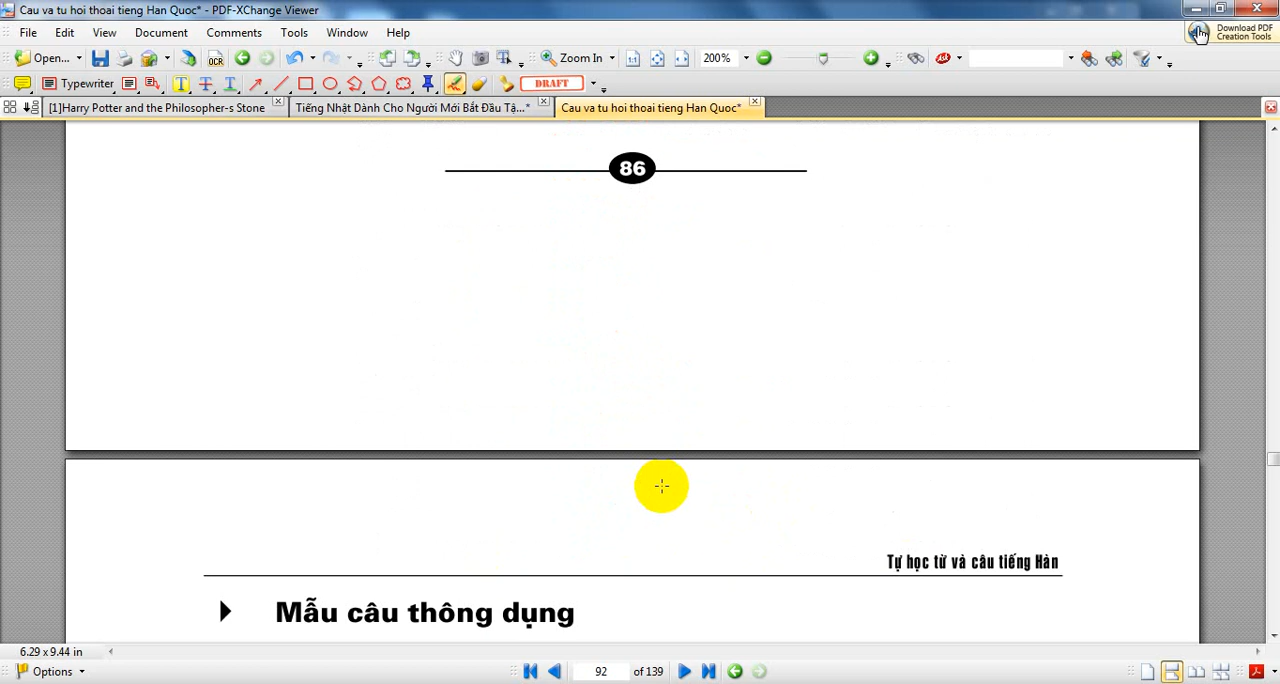 Cau va tu hoi thoai tieng Han Quoc* - PDF-XChange Viewer
File Edit View Document Comments Tools Window Help
Download PDF
Creation Tools
Open... OCR Zoom In 200%
Typewriter DRAFT
[1]Harry Potter and the Philosopher-s Stone Tiếng Nhật Dành Cho Người Mới Bắt Đầu Tậ...* Cau va tu hoi thoai tieng Han Quoc*
86
Tự học từ và câu tiếng Hàn
Mẫu câu thông dụng
6.29 x 9.44 in
Options 92 of 139